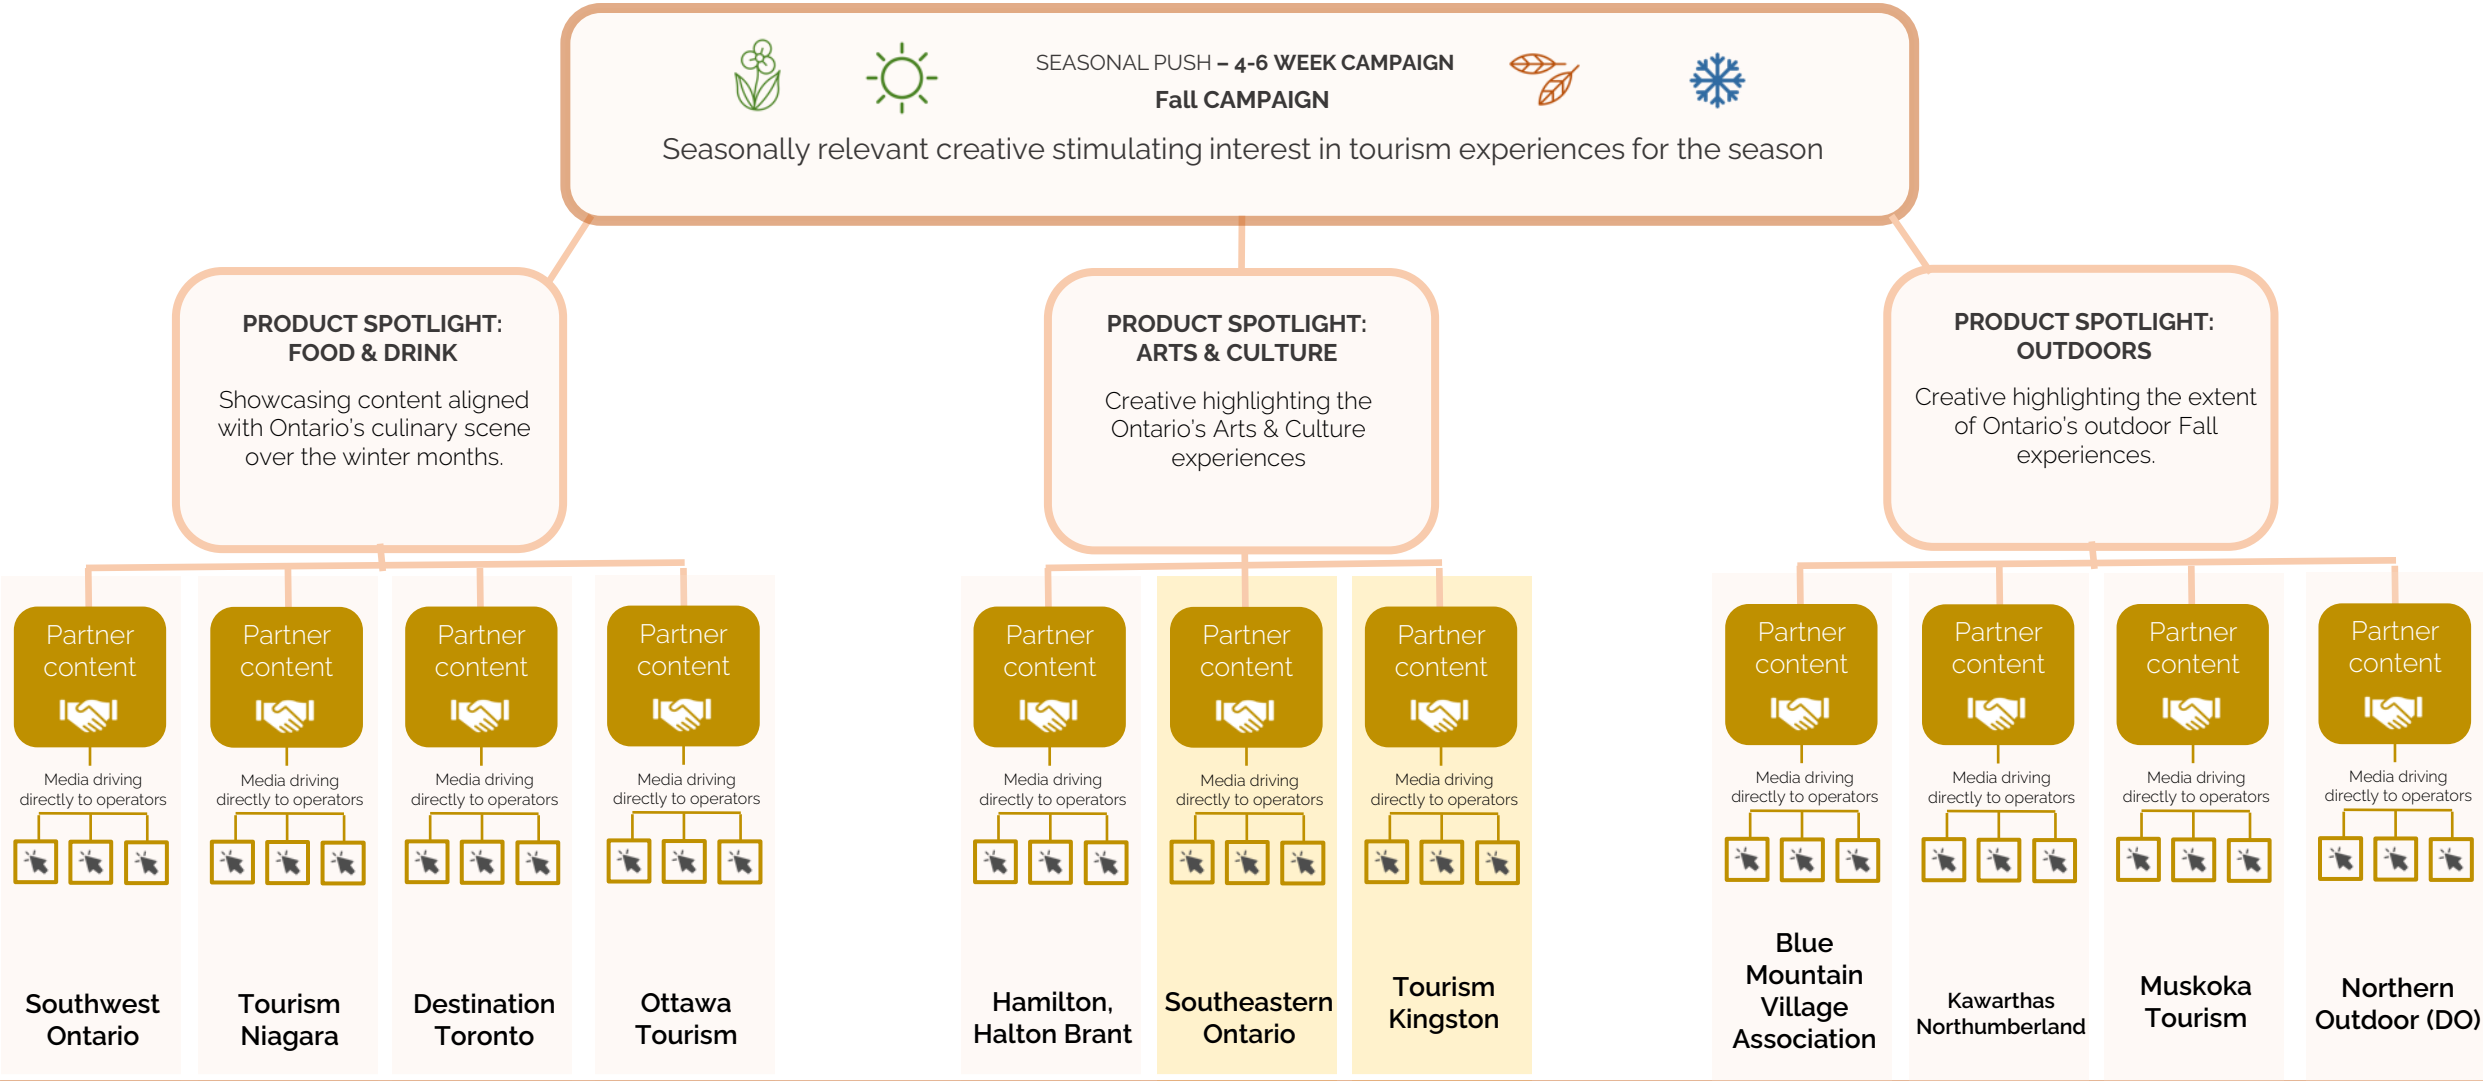 SEASONAL PUSH – 4-6 WEEK CAMPAIGN
Fall CAMPAIGN
Seasonally relevant creative stimulating interest in tourism experiences for the season
PRODUCT SPOTLIGHT:
FOOD & DRINK
Showcasing content aligned
with Ontario's culinary scene
over the winter months.
PRODUCT SPOTLIGHT:
ARTS & CULTURE
Creative highlighting the
Ontario's Arts & Culture
experiences
PRODUCT SPOTLIGHT:
OUTDOORS
Creative highlighting the extent
of Ontario's outdoor Fall
experiences.
Partner
content
Media driving
directly to operators
Southwest
Ontario
Partner
content
Media driving
directly to operators
Tourism
Niagara
Partner
content
Media driving
directly to operators
Destination
Toronto
Partner
content
Media driving
directly to operators
Ottawa
Tourism
Partner
content
Media driving
directly to operators
Hamilton,
Halton Brant
Partner
content
Media driving
directly to operators
Southeastern
Ontario
Partner
content
Media driving
directly to operators
Tourism
Kingston
Partner
content
Media driving
directly to operators
Blue
Mountain
Village
Association
Partner
content
Media driving
directly to operators
Kawarthas
Northumberland
Partner
content
Media driving
directly to operators
Muskoka
Tourism
Partner
content
Media driving
directly to operators
Northern
Outdoor (DO)